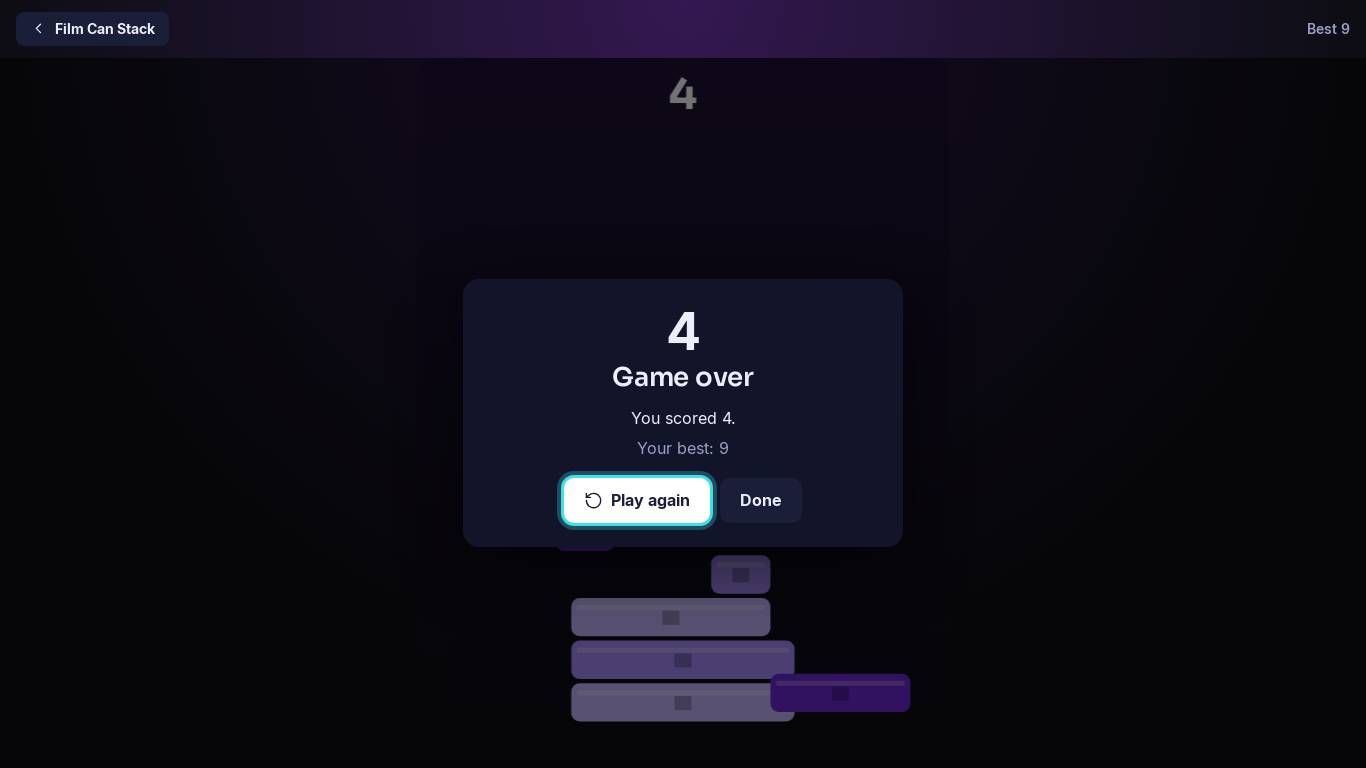 Film Can Stack
Best 9
4
4
Game over
You scored 4.
Your best: 9
Play again
Done